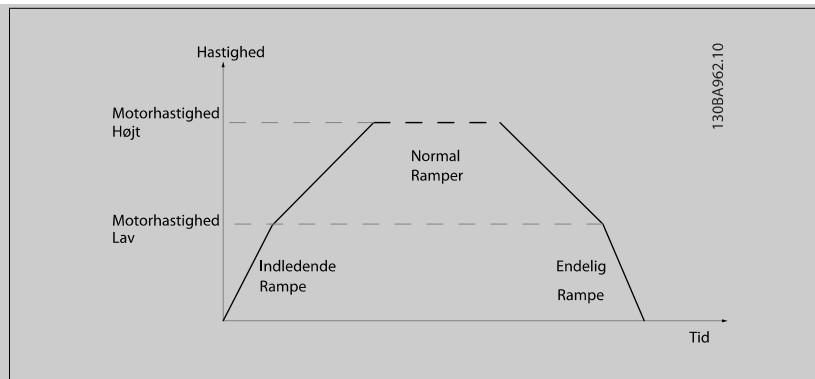 Hastighed
130BA962.10
Motorhastighed
Højt
Normal
Ramper
Motorhastighed
Lav
Indledende
Rampe
Endelig
Rampe
Tid